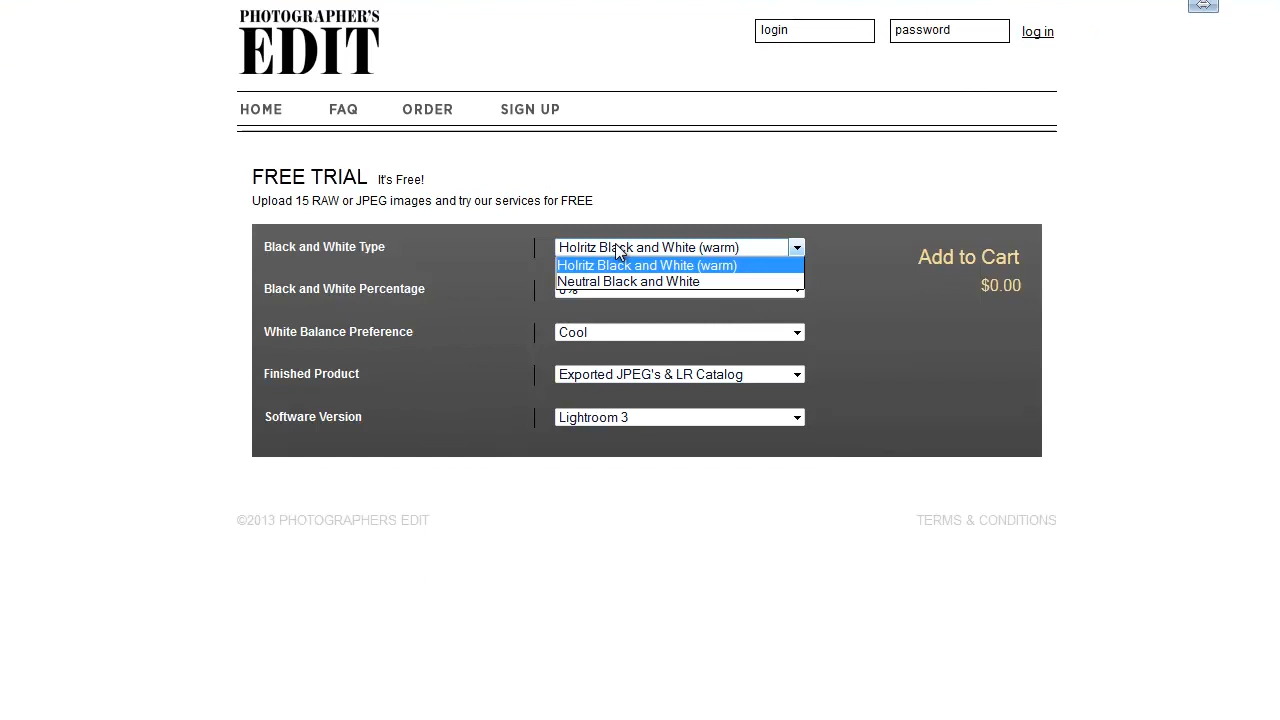 PHOTOGRAPHER'S
EDIT
login
password
log in
HOME
FAQ
ORDER
SIGN UP
FREE TRIAL It's Free!
Upload 15 RAW or JPEG images and try our services for FREE
Black and White Type
Holritz Black and White (warm)
Holritz Black and White (warm)
Neutral Black and White
Add to Cart
$0.00
Black and White Percentage
White Balance Preference
Cool
Finished Product
Exported JPEG's & LR Catalog
Software Version
Lightroom 3
©2013 PHOTOGRAPHERS EDIT
TERMS & CONDITIONS